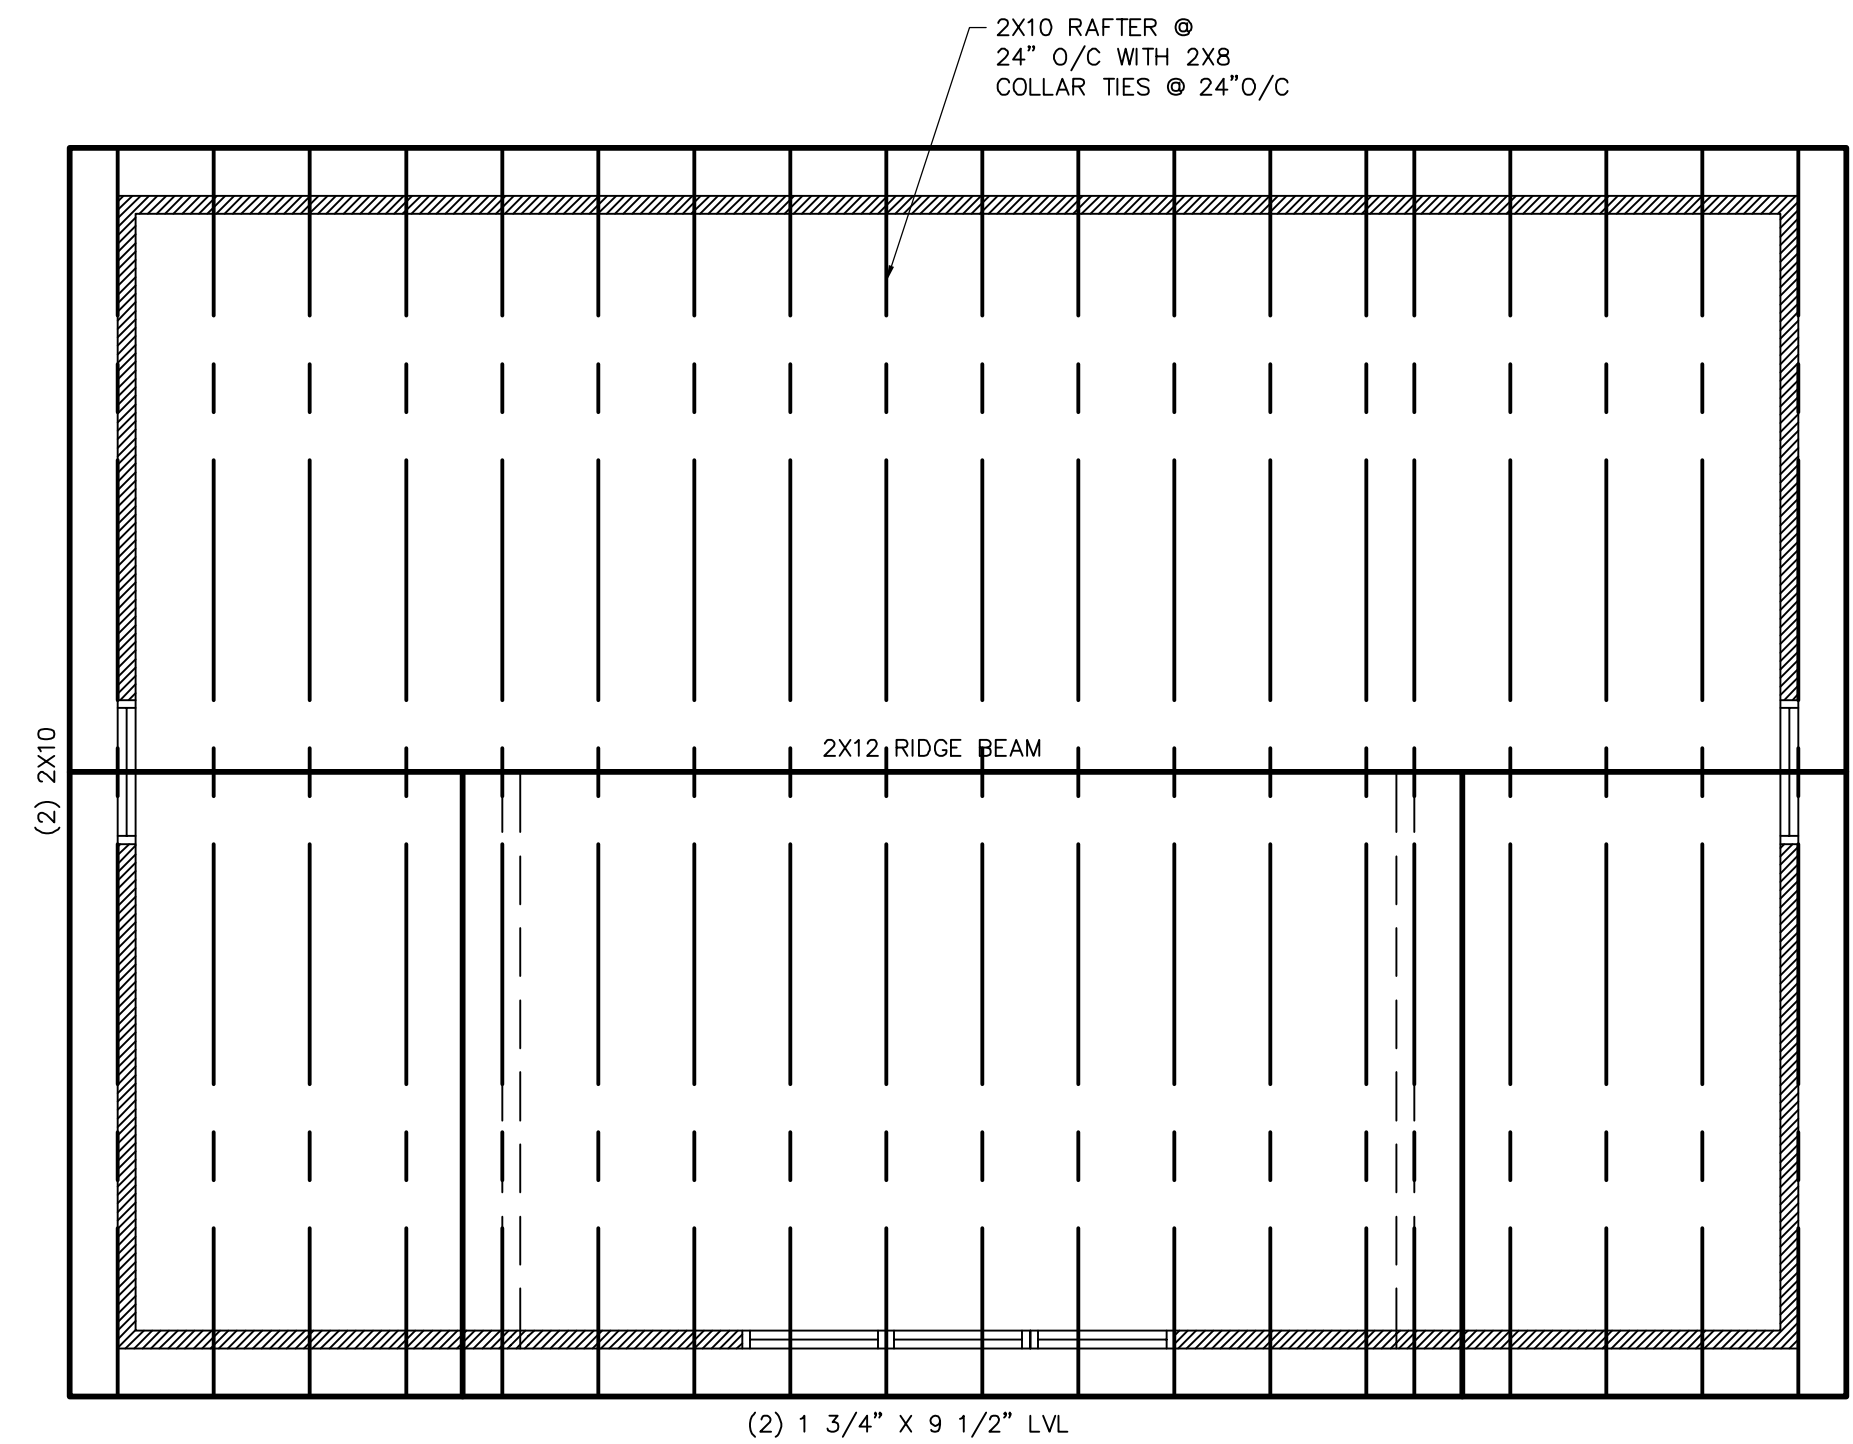 2X10 RAFTER @
24" O/C WITH 2X8
COLLAR TIES @ 24"O/C
2X12 RIDGE BEAM
(2) 2X10
(2) 1 3/4" X 9 1/2" LVL